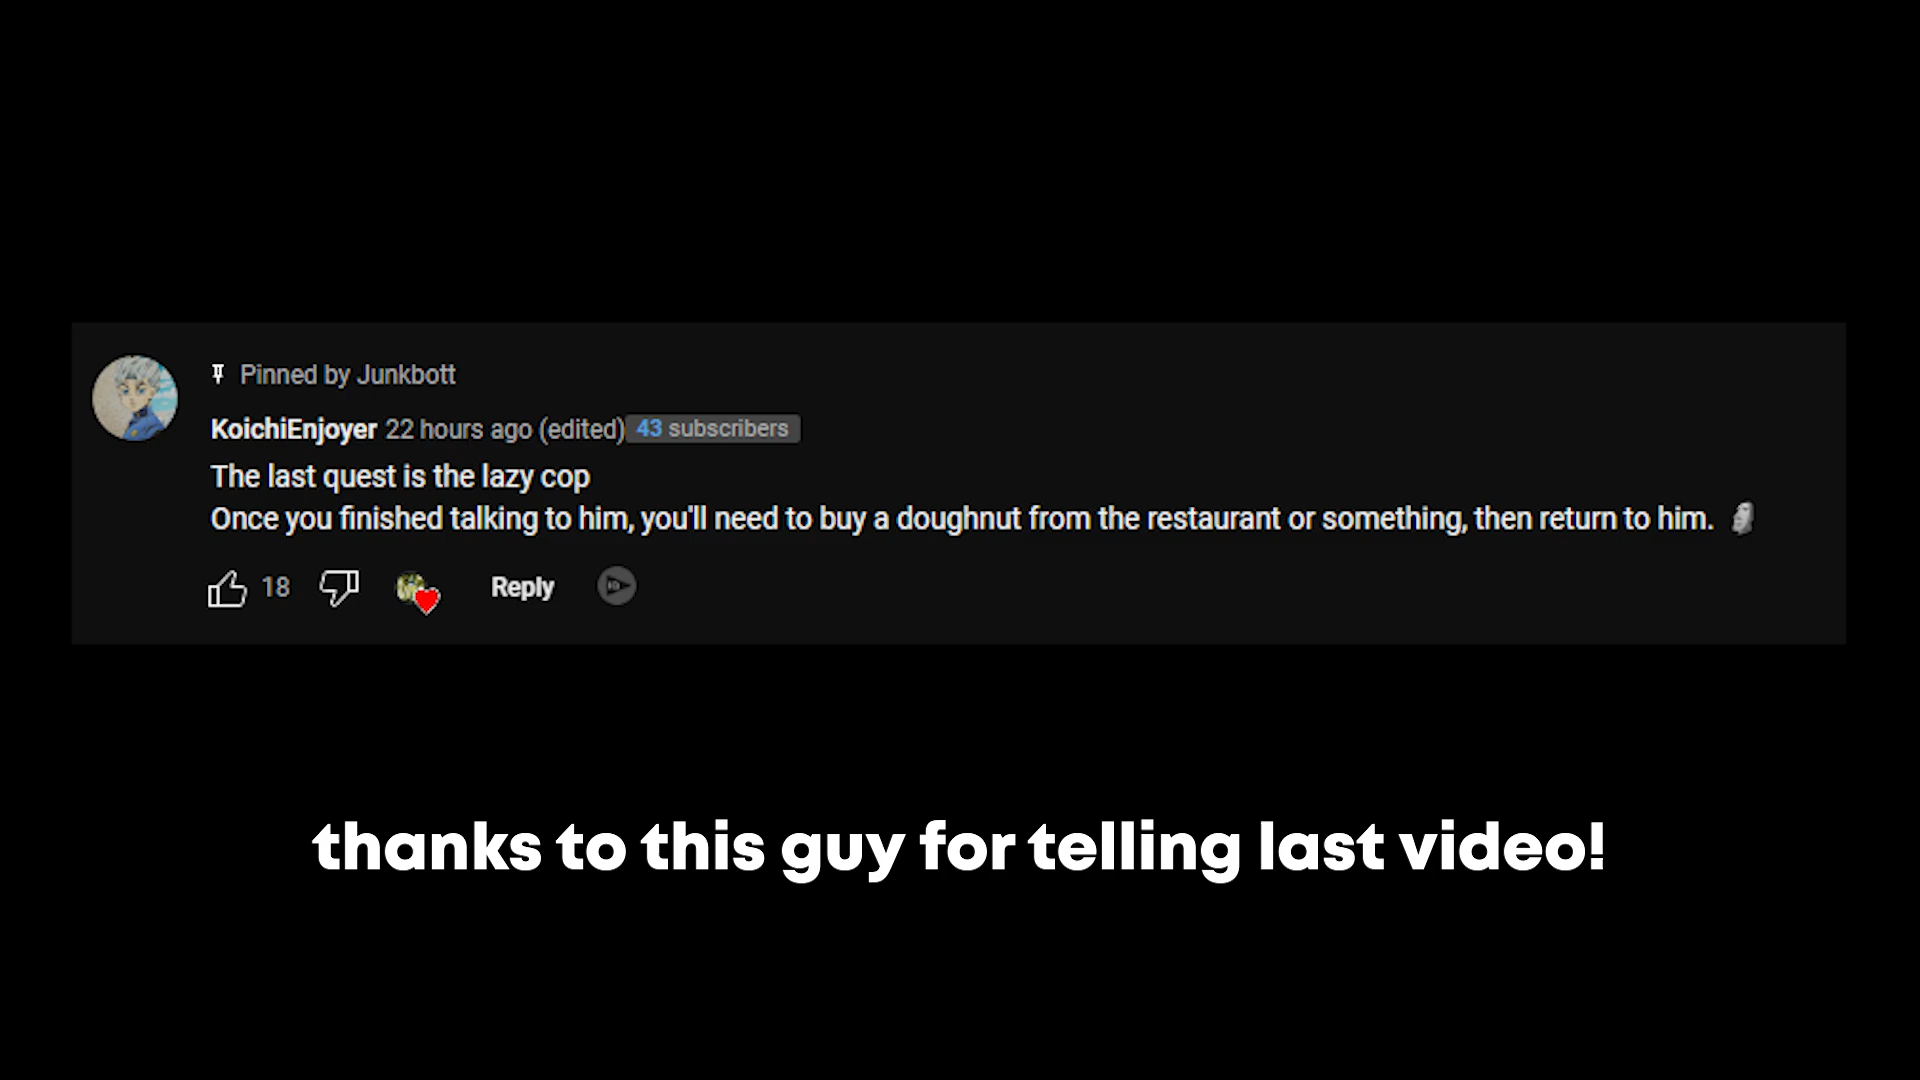 Pinned by Junkbott
KoichiEnjoyer 22 hours ago (edited) 43 subscribers
The last quest is the lazy cop
Once you finished talking to him, you'll need to buy a doughnut from the restaurant or something, then return to him. 🗿
18 Reply
thanks to this guy for telling last video!